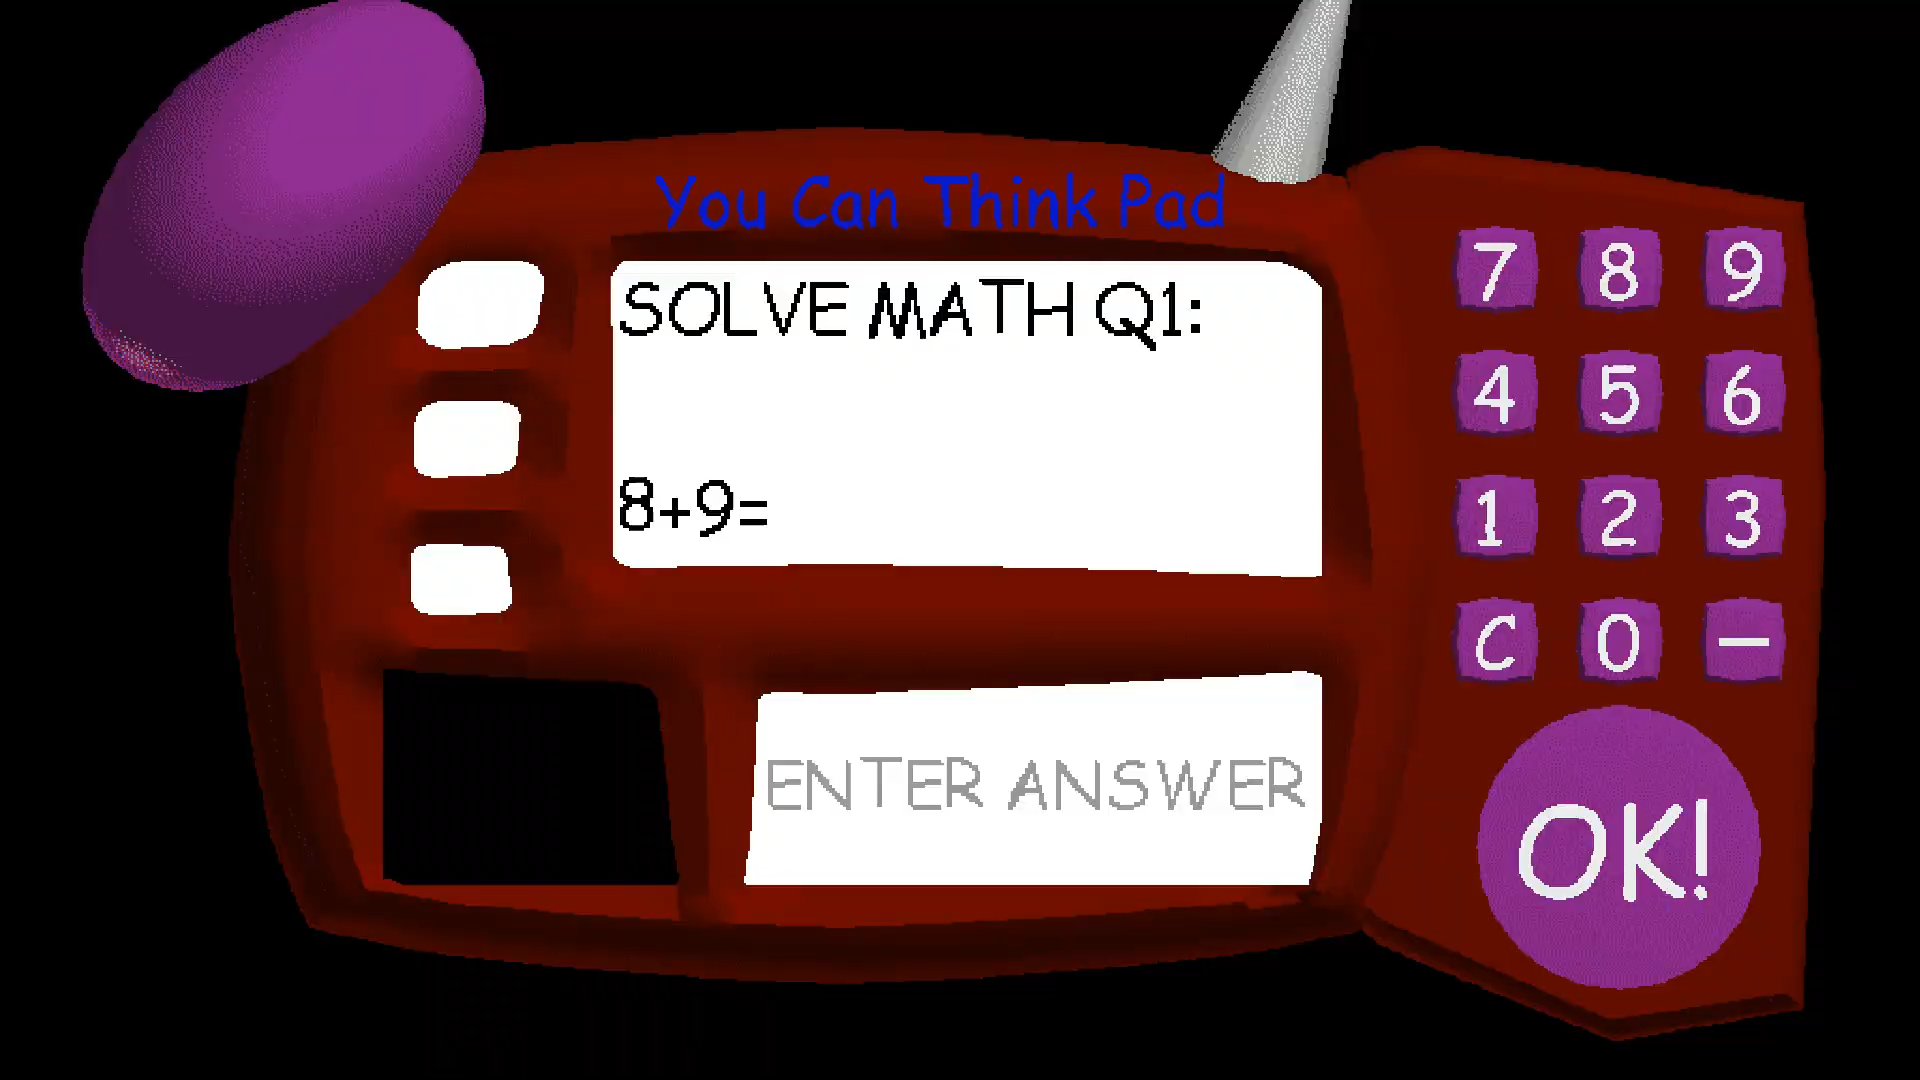 You Can Think Pad
SOLVE MATH Q1:
8+9=
ENTER ANSWER
7 8 9
4 5 6
1 2 3
C 0 −
OK!